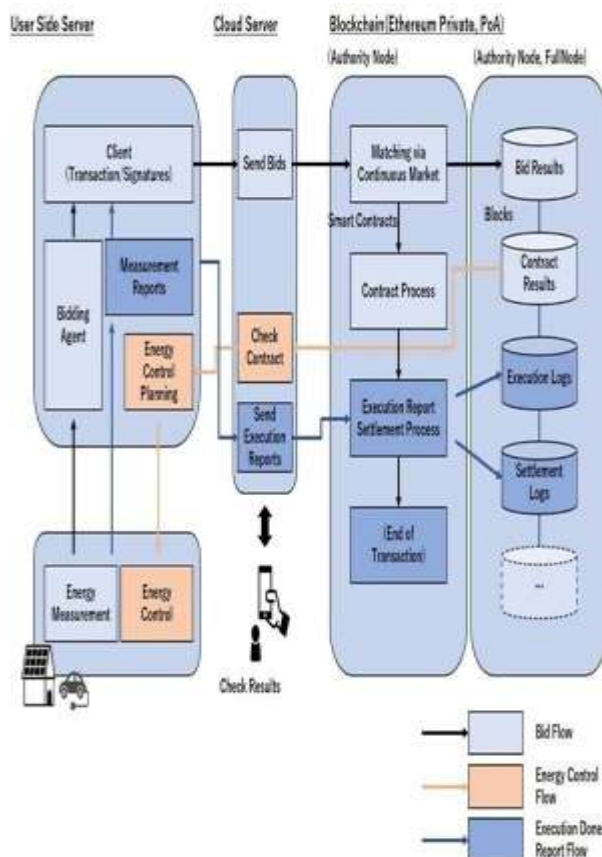 User Side Server
Cloud Server
Blockchain(Ethereum Private, PoA)
(Authority Node)
(Authority Node, FullNode)
Client
(Transaction/Signatures)
Send Bids
Matching via
Continuous Market
Bid Results
Smart Contracts
Blocks
Measurement
Reports
Contract Process
Contract
Results
Bidding
Agent
Energy
Control
Planning
Check
Contract
Send
Execution
Reports
Execution Report
Settlement Process
Execution Logs
Settlement
Logs
(End of
Transaction)
...
Energy
Measurement
Energy
Control
Check Results
Bid Flow
Energy Control
Flow
Execution Done
Report Flow